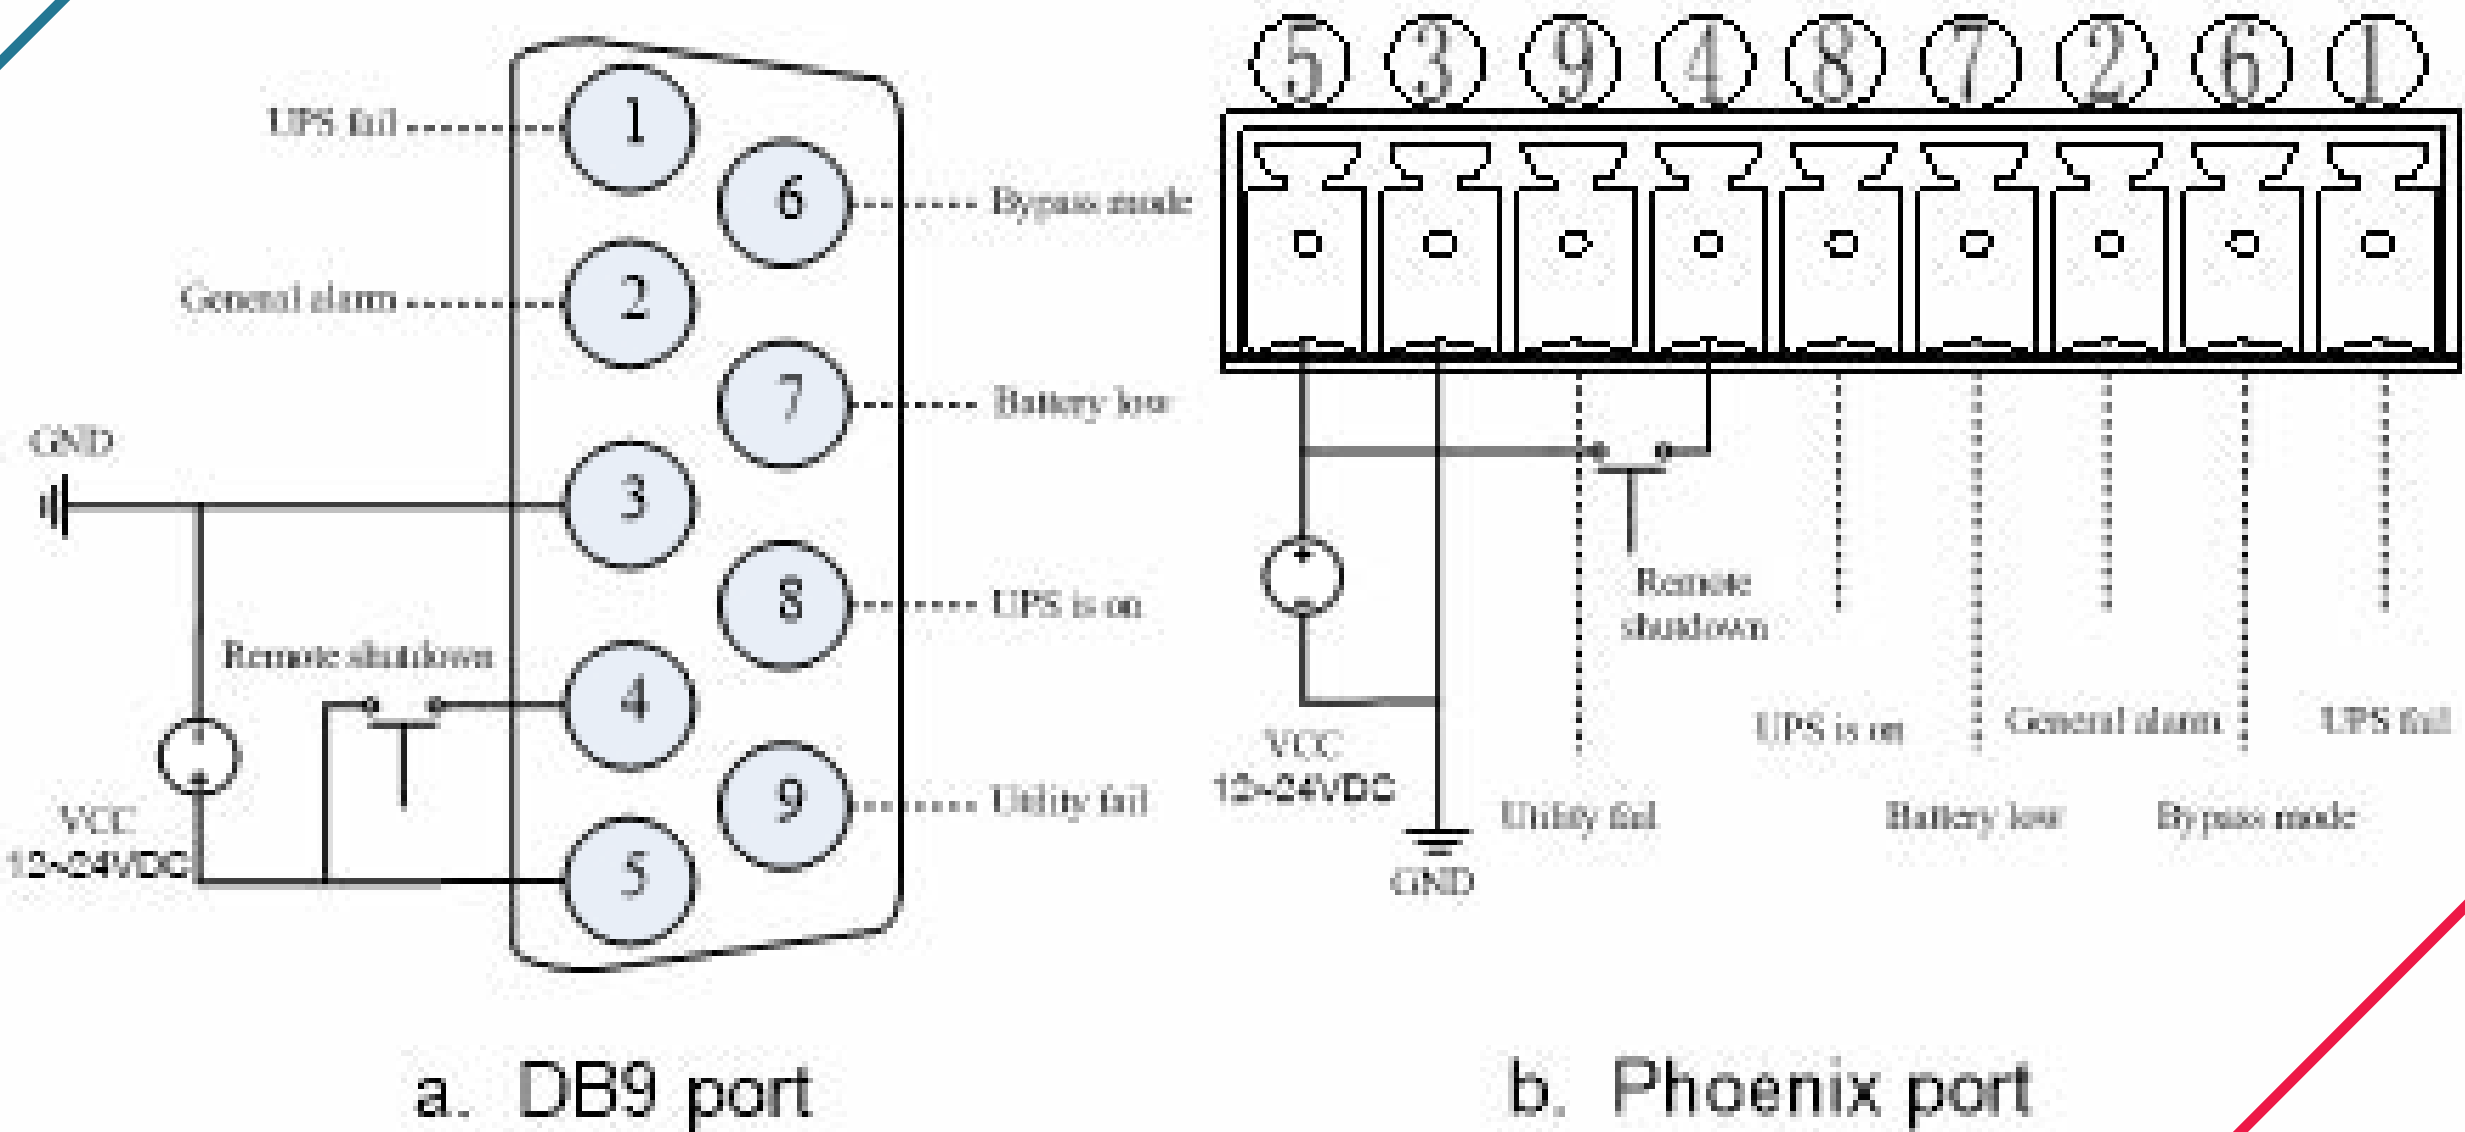 UPS fail
1
6
Bypass mode
General alarm
2
7
Battery low
GND
3
8
UPS is on
Remote shutdown
4
VCC
12~24VDC
9
Utility fail
5
a. DB9 port
5 3 9 4 8 7 2 6 1
Remote
shutdown
VCC
12~24VDC
UPS is on
General alarm
UPS fail
Utility fail
Battery low
Bypass mode
GND
b. Phoenix port